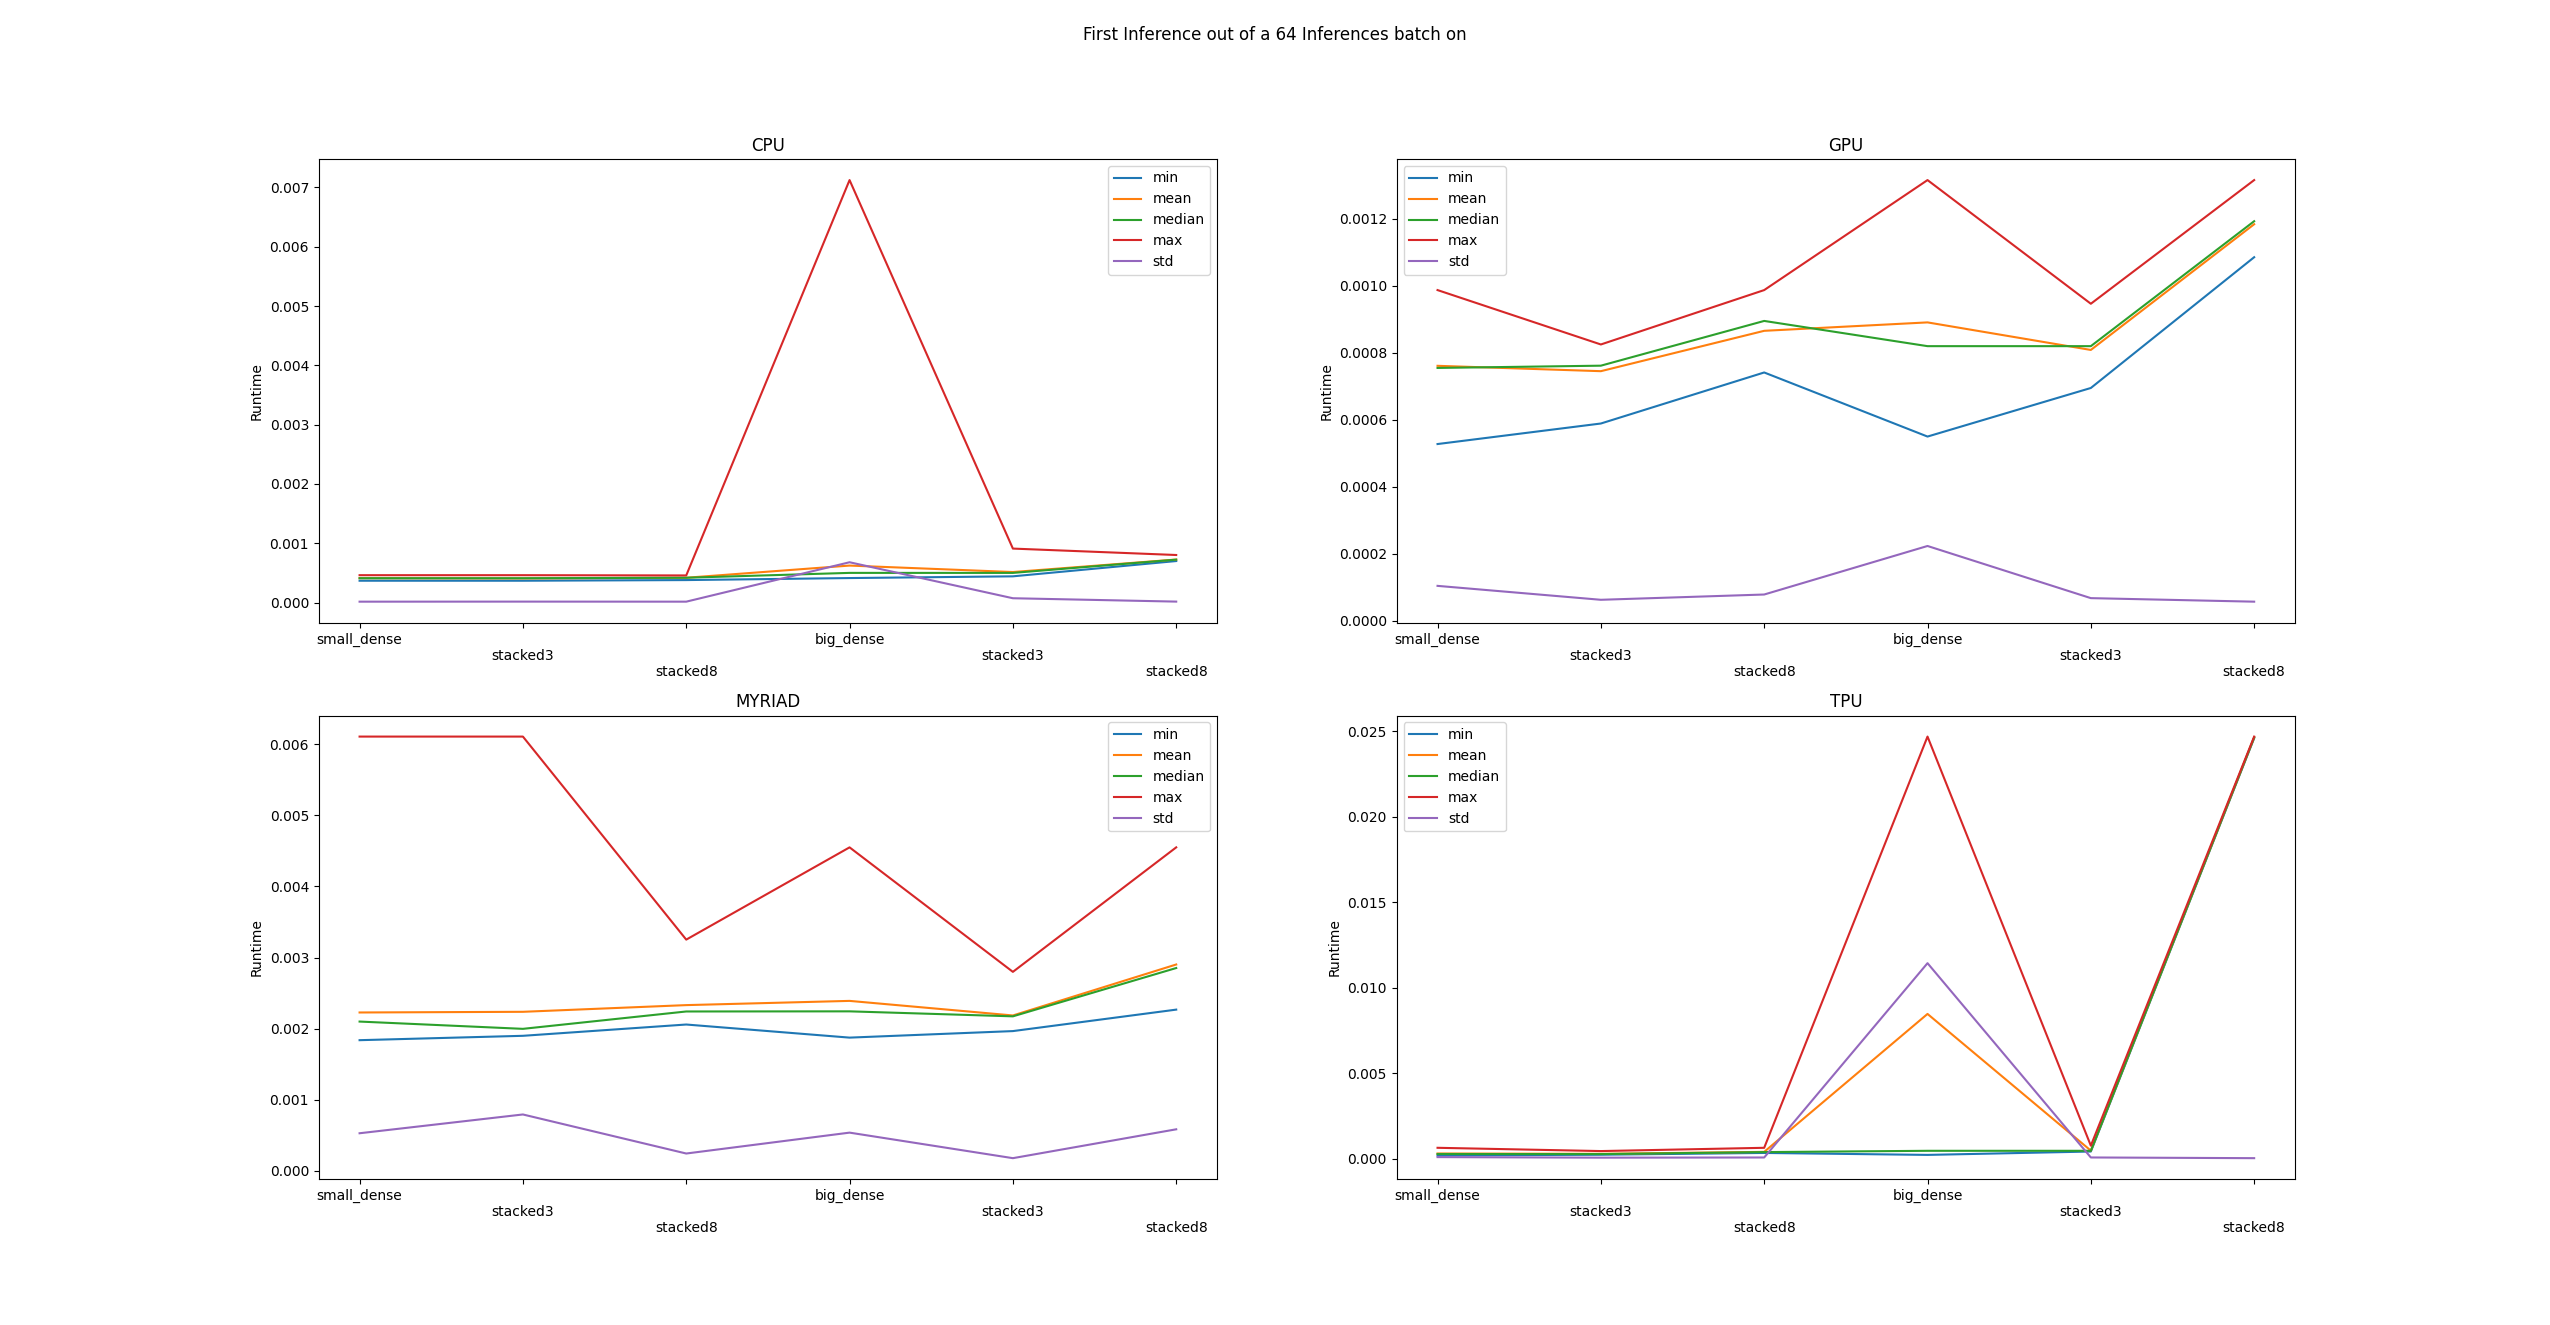 First Inference out of a 64 Inferences batch on
CPU
Runtime
0.007
0.006
0.005
0.004
0.003
0.002
0.001
0.000
min
mean
median
max
std
small_dense
stacked3
stacked8
big_dense
stacked3
stacked8
GPU
Runtime
0.0012
0.0010
0.0008
0.0006
0.0004
0.0002
0.0000
min
mean
median
max
std
small_dense
stacked3
stacked8
big_dense
stacked3
stacked8
MYRIAD
Runtime
0.006
0.005
0.004
0.003
0.002
0.001
0.000
min
mean
median
max
std
small_dense
stacked3
stacked8
big_dense
stacked3
stacked8
TPU
Runtime
0.025
0.020
0.015
0.010
0.005
0.000
min
mean
median
max
std
small_dense
stacked3
stacked8
big_dense
stacked3
stacked8